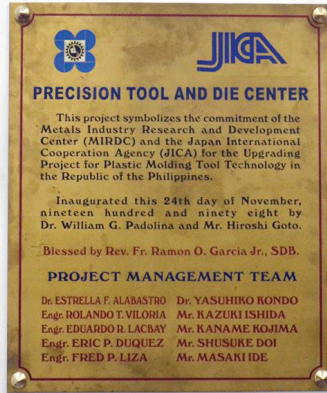 JICA
PRECISION TOOL AND DIE CENTER
This project symbolizes the commitment of the
Metals Industry Research and Development
Center (MIRDC) and the Japan International
Cooperation Agency (JICA) for the Upgrading
Project for Plastic Molding Tool Technology in
the Republic of the Philippines.
Inaugurated this 24th day of November,
nineteen hundred and ninety eight by
Dr. William G. Padolina and Mr. Hiroshi Goto.
Blessed by Rev. Fr. Ramon O. Garcia Jr., SDB.
PROJECT MANAGEMENT TEAM
Dr. ESTRELLA F. ALABASTRO Dr. YASUHIKO KONDO
Engr. ROLANDO T. VILORIA Mr. KAZUKI ISHIDA
Engr. EDUARDO R. LACBAY Mr. KANAME KOJIMA
Engr. ERIC P. DUQUEZ Mr. SHUSUKE DOI
Engr. FRED P. LIZA Mr. MASAKI IDE